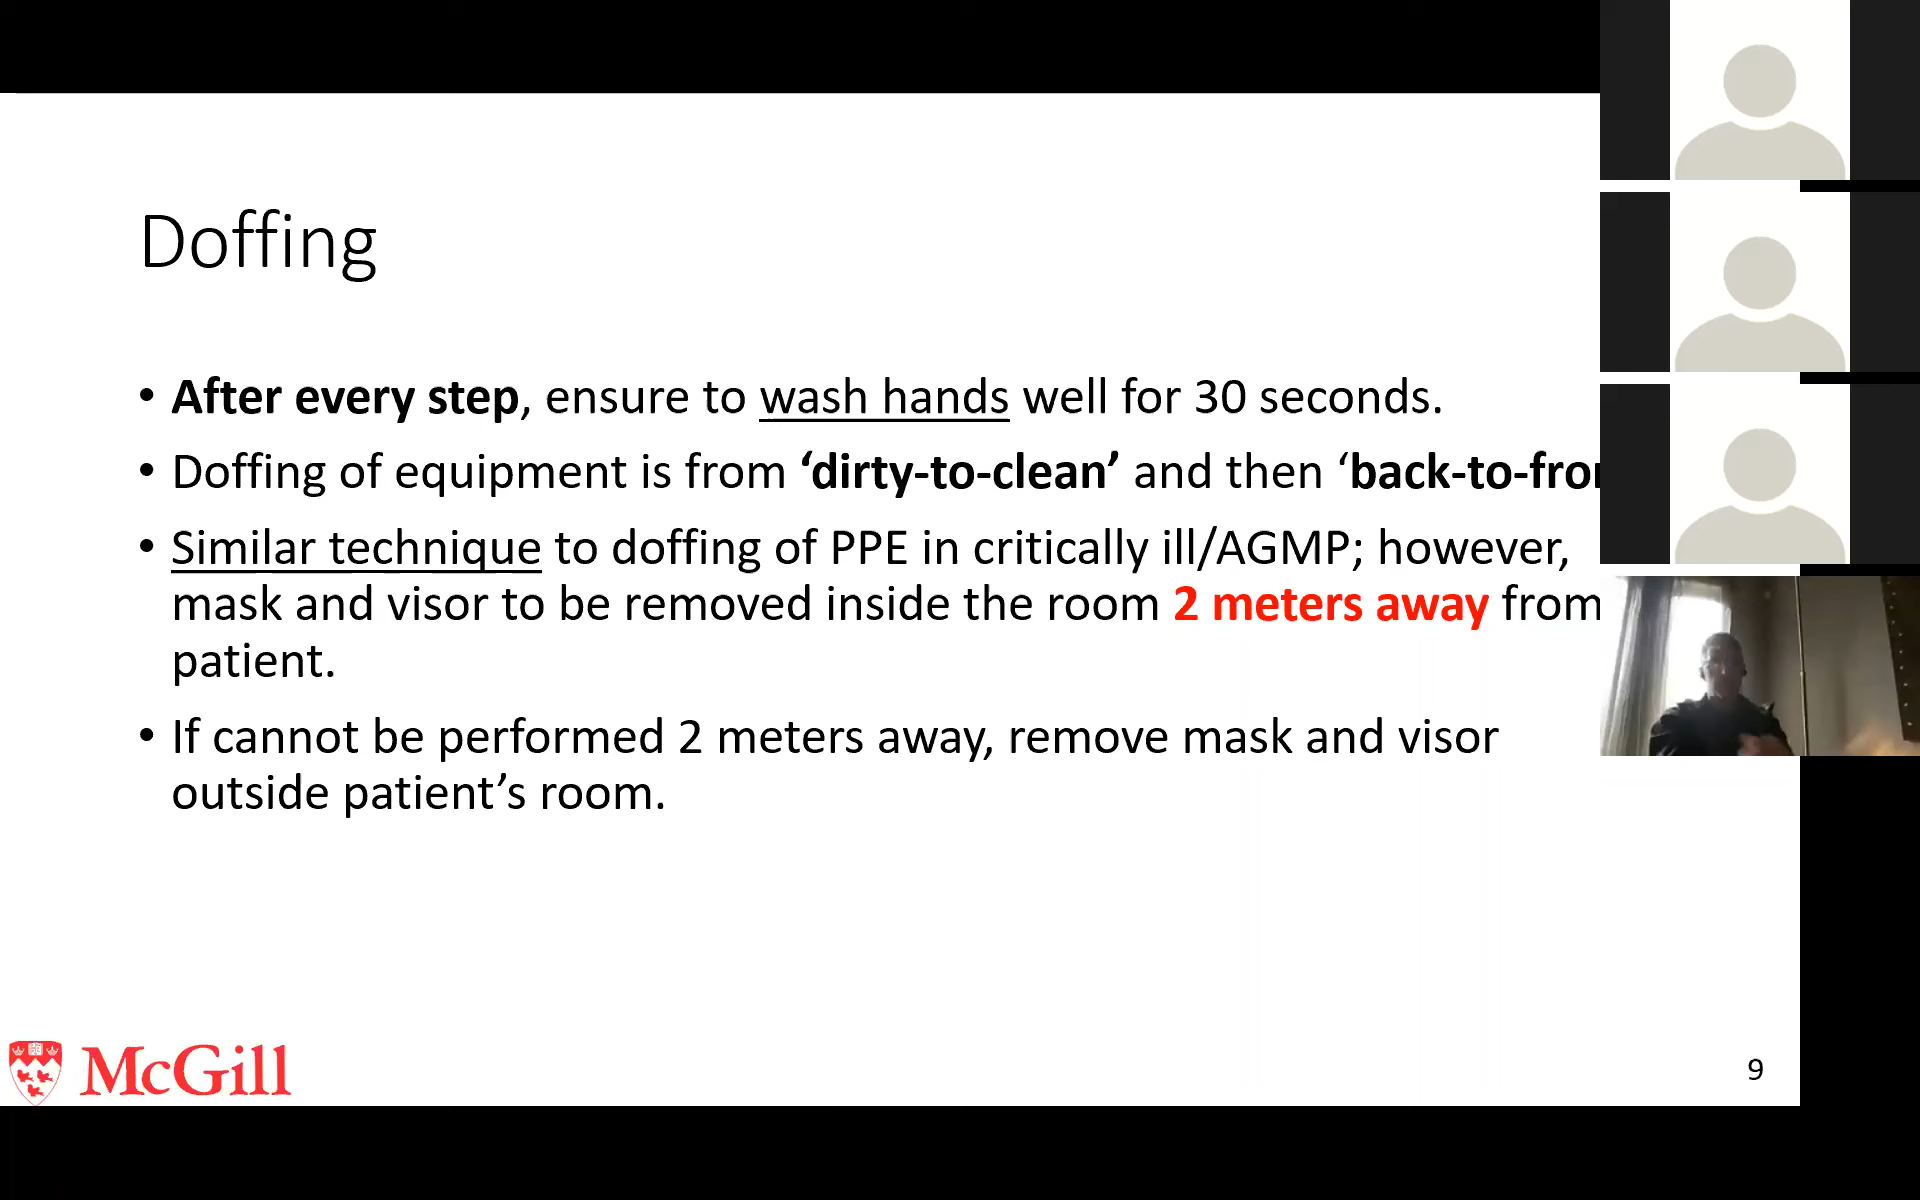 Doffing
• After every step, ensure to wash hands well for 30 seconds.
• Doffing of equipment is from ‘dirty-to-clean’ and then ‘back-to-fro
• Similar technique to doffing of PPE in critically ill/AGMP; however,
mask and visor to be removed inside the room 2 meters away from
patient.
• If cannot be performed 2 meters away, remove mask and visor
outside patient’s room.
McGill
9